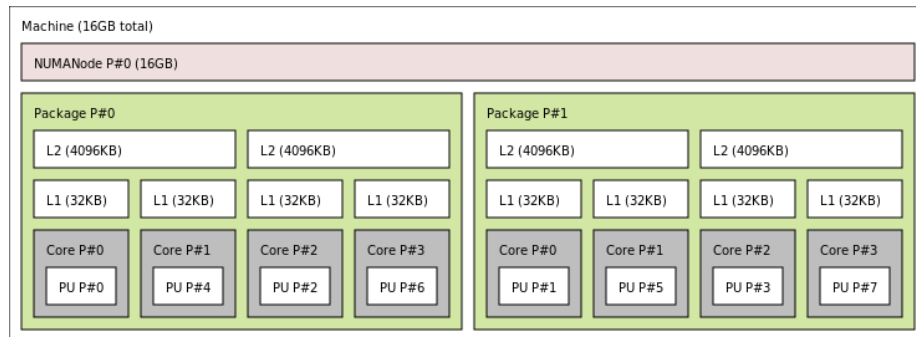 Machine (16GB total)
NUMANode P#0 (16GB)
Package P#0
L2 (4096KB)
L2 (4096KB)
L1 (32KB)
L1 (32KB)
L1 (32KB)
L1 (32KB)
Core P#0
PU P#0
Core P#1
PU P#4
Core P#2
PU P#2
Core P#3
PU P#6
Package P#1
L2 (4096KB)
L2 (4096KB)
L1 (32KB)
L1 (32KB)
L1 (32KB)
L1 (32KB)
Core P#0
PU P#1
Core P#1
PU P#5
Core P#2
PU P#3
Core P#3
PU P#7